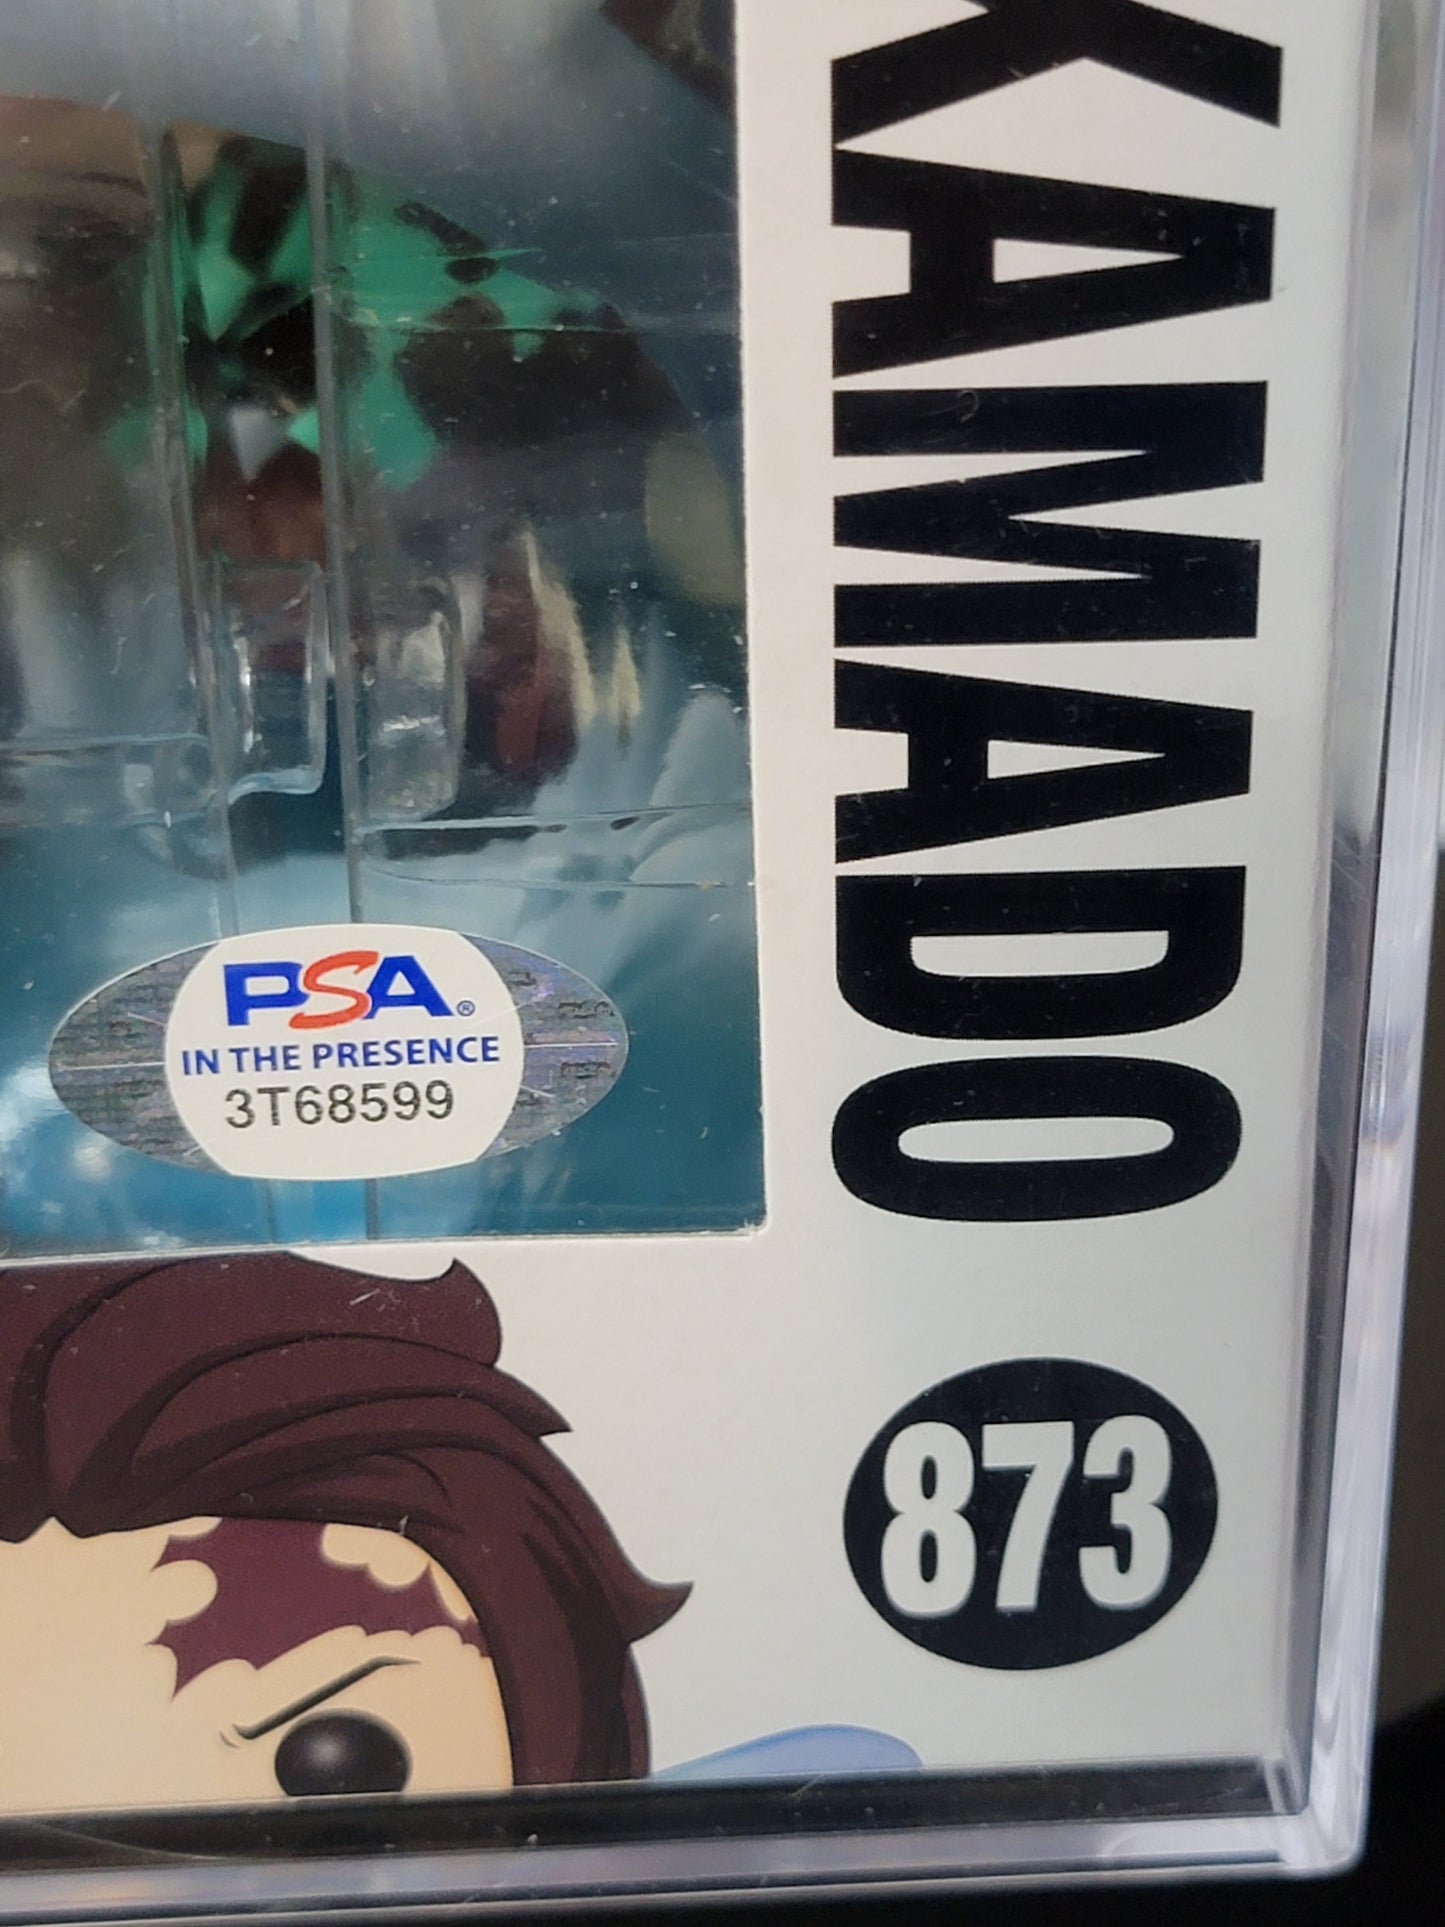 KAMADO
PSA®
IN THE PRESENCE
3T68599
873